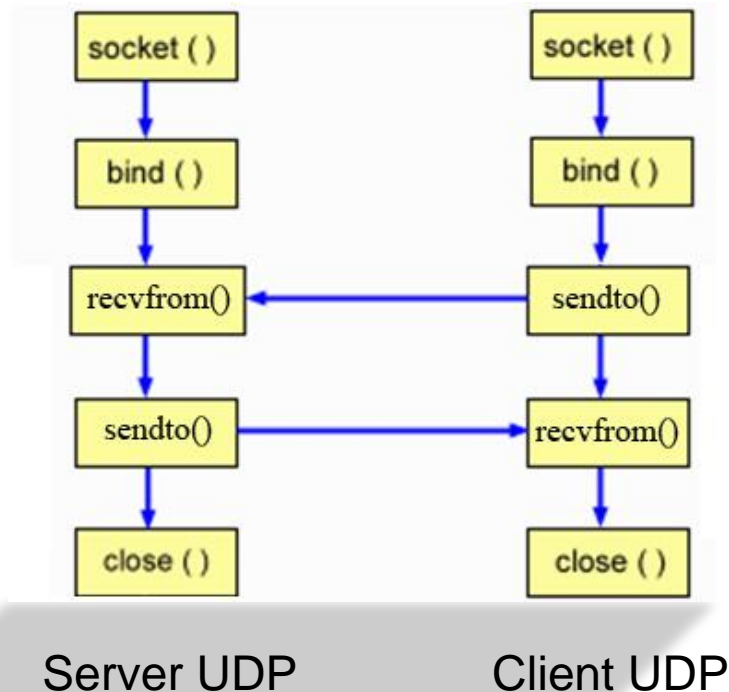 socket ( )
socket ( )
bind ( )
bind ( )
recvfrom()
sendto()
sendto()
recvfrom()
close ( )
close ( )
Server UDP
Client UDP